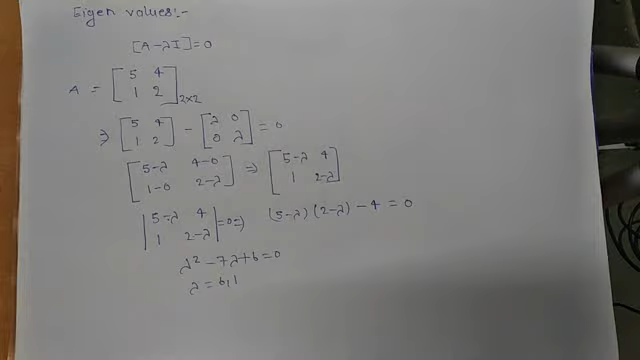 Eigen values:-
[A-λI]=0
A = [5 4
1 2]2x2
⇒ [5 4
1 2] - [λ 0
0 λ] = 0
[5-λ 4-0
1-0 2-λ] ⇒ [5-λ 4
1 2-λ]
|5-λ 4
1 2-λ| =0 ⇒ (5-λ)(2-λ)-4=0
λ²-7λ+6=0
λ=6,1